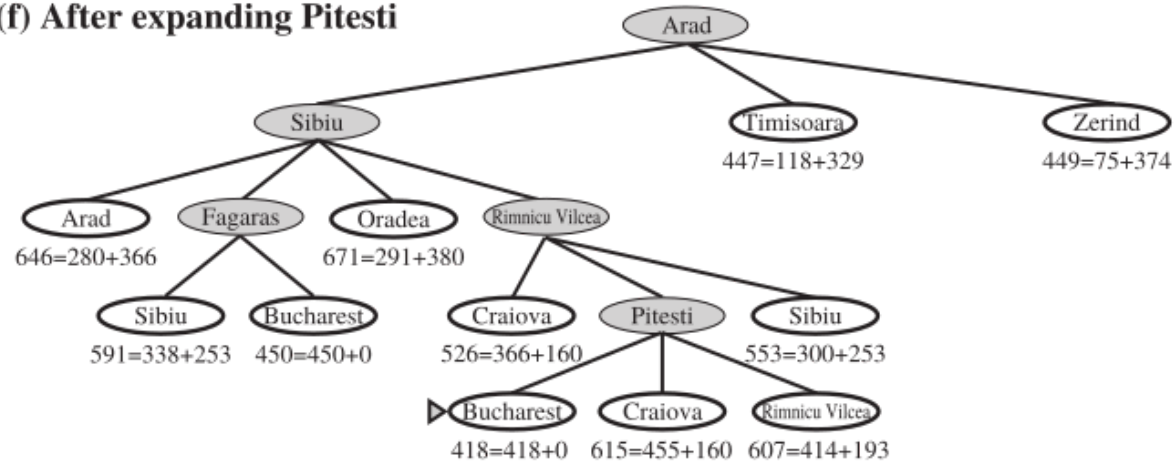 (f) After expanding Pitesti
Arad
Sibiu
Timisoara
Zerind
447=118+329
449=75+374
Arad
Fagaras
Oradea
Rimnicu Vilcea
646=280+366
671=291+380
Sibiu
Bucharest
Craiova
Pitesti
Sibiu
591=338+253
450=450+0
526=366+160
553=300+253
Bucharest
Craiova
Rimnicu Vilcea
418=418+0
615=455+160
607=414+193